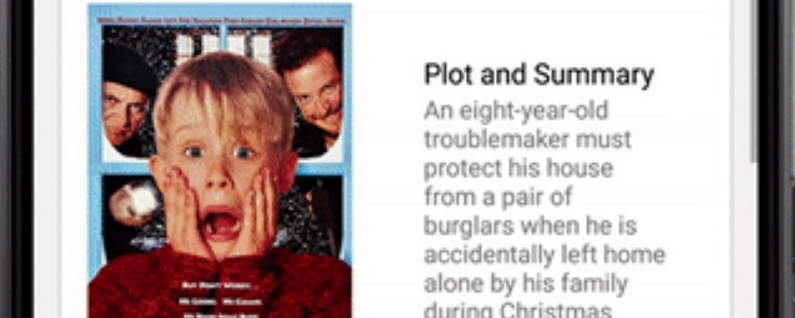 Plot and Summary
An eight-year-old
troublemaker must
protect his house
from a pair of
burglars when he is
accidentally left home
alone by his family
during Christmas